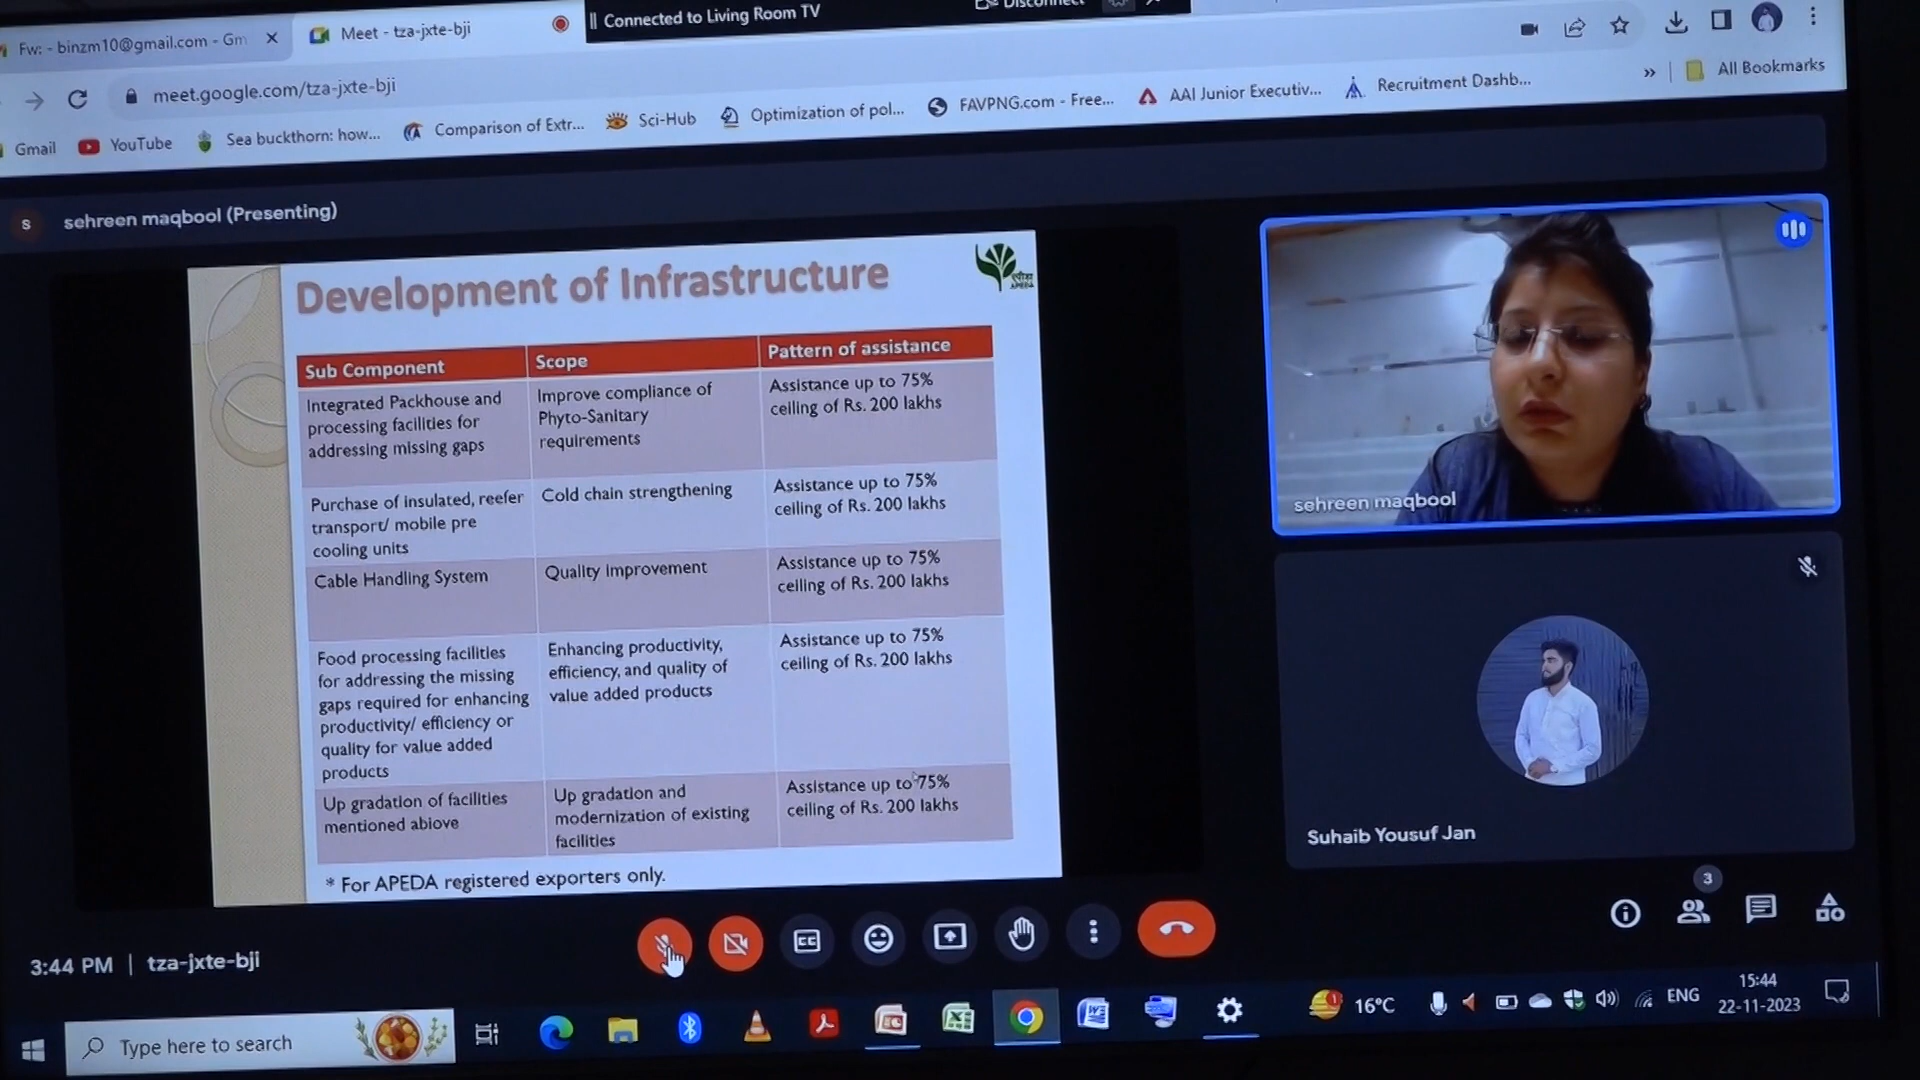 Fw: - binzm10@gmail.com - Gm
Meet - tza-jxte-bji
Connected to Living Room TV
Disconnect
meet.google.com/tza-jxte-bji
Gmail
YouTube
Sea buckthorn: how...
Comparison of Extr...
Sci-Hub
Optimization of pol...
FAVPNG.com - Free...
AAI Junior Executiv...
Recruitment Dashb...
»
All Bookmarks
s
sehreen maqbool (Presenting)
Development of Infrastructure
एपीडा
APEDA
Sub Component
Scope
Pattern of assistance
Integrated Packhouse and
processing facilities for
addressing missing gaps
Improve compliance of
Phyto-Sanitary
requirements
Assistance up to 75%
ceiling of Rs. 200 lakhs
Purchase of insulated, reefer
transport/ mobile pre
cooling units
Cold chain strengthening
Assistance up to 75%
ceiling of Rs. 200 lakhs
Cable Handling System
Quality improvement
Assistance up to 75%
ceiling of Rs. 200 lakhs
Food processing facilities
for addressing the missing
gaps required for enhancing
productivity/ efficiency or
quality for value added
products
Enhancing productivity,
efficiency, and quality of
value added products
Assistance up to 75%
ceiling of Rs. 200 lakhs
Up gradation of facilities
mentioned abiove
Up gradation and
modernization of existing
facilities
Assistance up to 75%
ceiling of Rs. 200 lakhs
* For APEDA registered exporters only.
sehreen maqbool
Suhaib Yousuf Jan
3
3:44 PM | tza-jxte-bji
CC
Type here to search
1
16°C
ENG
15:44
22-11-2023